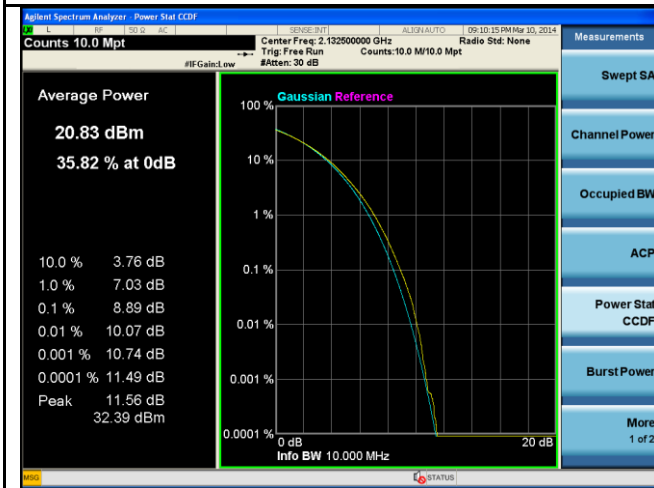 Agilent Spectrum Analyzer - Power Stat CCDF
L RF 50 Ω AC SENSE:INT ALIGN AUTO 09:10:15 PM Mar 10, 2014
Counts 10.0 Mpt
Center Freq: 2.132500000 GHz Radio Std: None
Trig: Free Run Counts:10.0 M/10.0 Mpt
#IFGain:Low #Atten: 30 dB
Average Power
20.83 dBm
35.82 % at 0dB
10.0 % 3.76 dB
1.0 % 7.03 dB
0.1 % 8.89 dB
0.01 % 10.07 dB
0.001 % 10.74 dB
0.0001 % 11.49 dB
Peak 11.56 dB
32.39 dBm
Gaussian Reference
100 %
10 %
1 %
0.1 %
0.01 %
0.001 %
0.0001 %
0 dB 20 dB
Info BW 10.000 MHz
Measurements
Swept SA
Channel Power
Occupied BW
ACP
Power Stat
CCDF
Burst Power
More
1 of 2
MSG STATUS